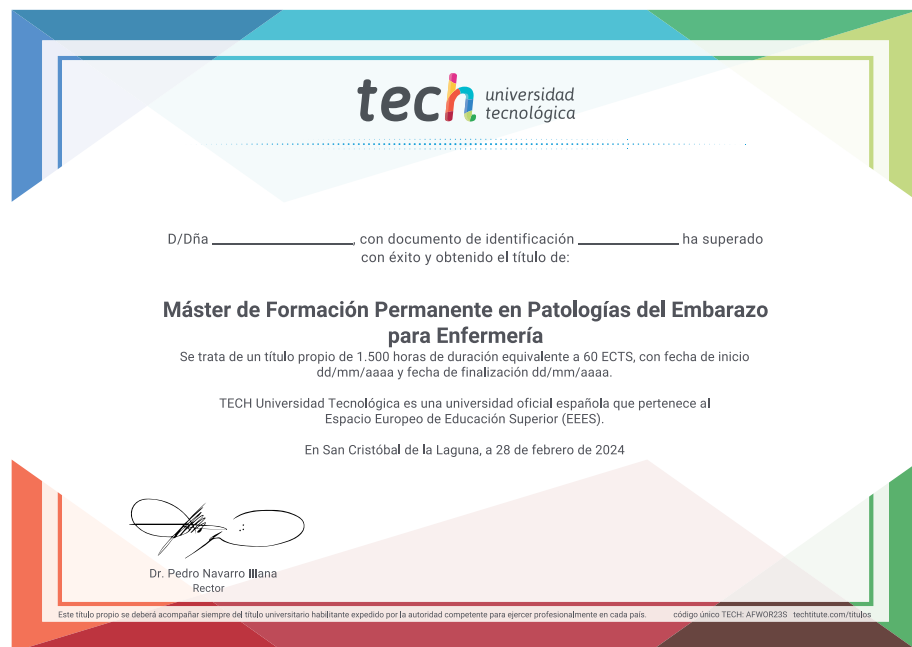 tech universidad
tecnológica
D/Dña ________________, con documento de identificación ____________ ha superado
con éxito y obtenido el título de:
Máster de Formación Permanente en Patologías del Embarazo
para Enfermería
Se trata de un título propio de 1.500 horas de duración equivalente a 60 ECTS, con fecha de inicio
dd/mm/aaaa y fecha de finalización dd/mm/aaaa.
TECH Universidad Tecnológica es una universidad oficial española que pertenece al
Espacio Europeo de Educación Superior (EEES).
En San Cristóbal de la Laguna, a 28 de febrero de 2024
Dr. Pedro Navarro Illana
Rector
Este título propio se deberá acompañar siempre del título universitario habilitante expedido por la autoridad competente para ejercer profesionalmente en cada país. código único TECH: AFWOR23S techtitute.com/titulos